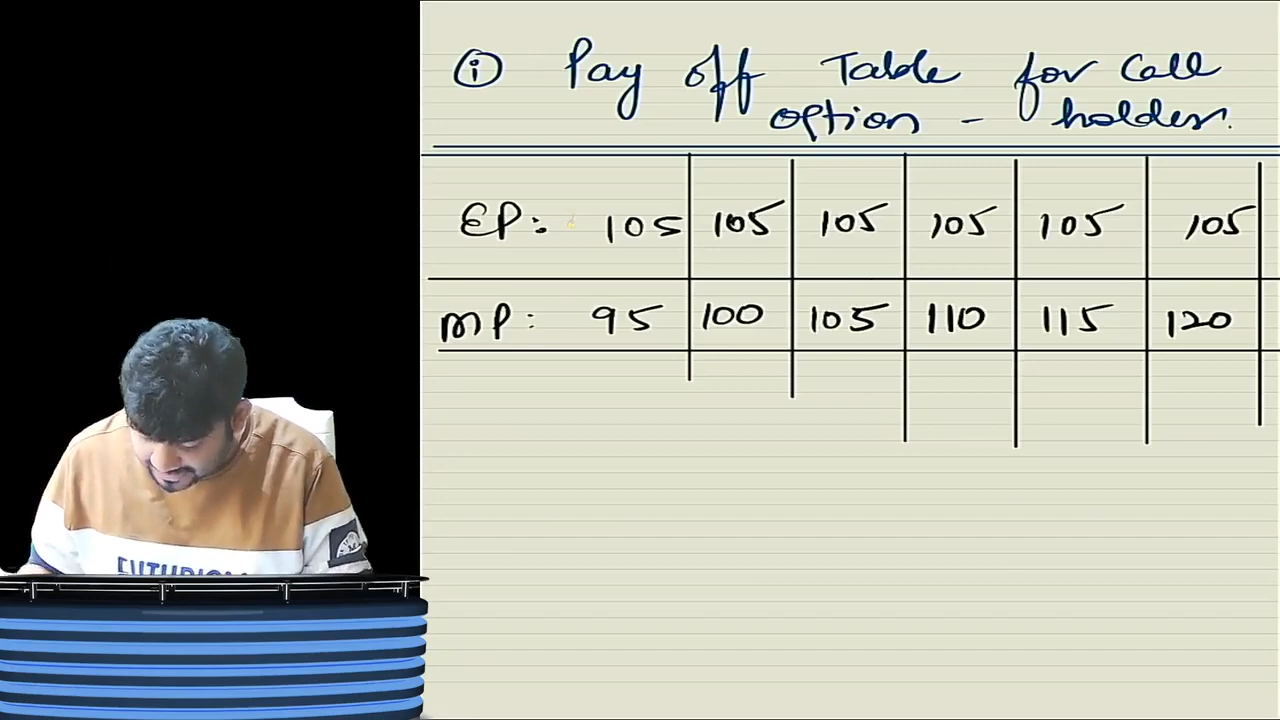 i Pay off Table for Call
option - holder.
EP: 105 105 105 105 105 105
MP: 95 100 105 110 115 120